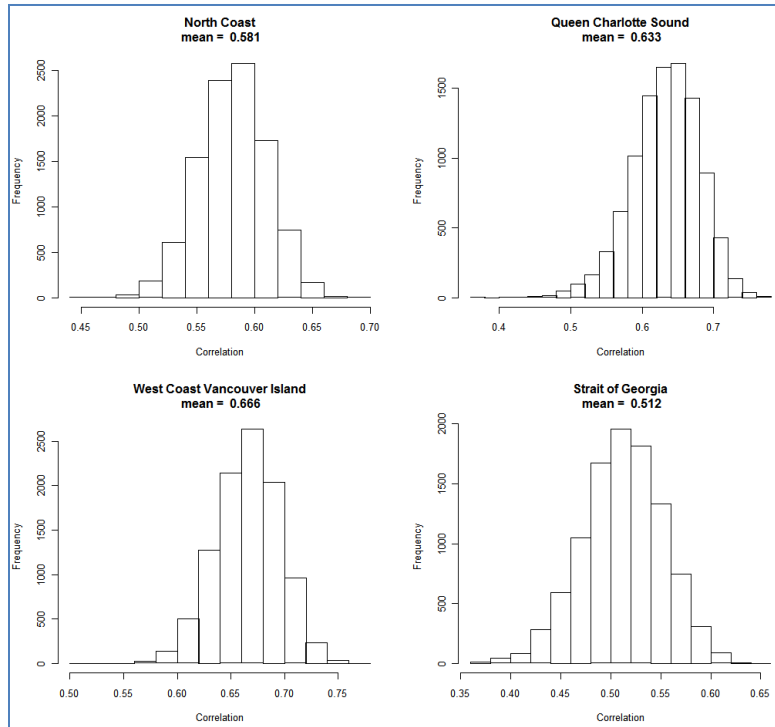 North Coast
mean =  0.581
Frequency
0
500
1000
1500
2000
2500
0.45 0.50 0.55 0.60 0.65 0.70
Correlation
Queen Charlotte Sound
mean =  0.633
Frequency
0
500
1000
1500
0.4 0.5 0.6 0.7
Correlation
West Coast Vancouver Island
mean =  0.666
Frequency
0
500
1000
1500
2000
2500
0.50 0.55 0.60 0.65 0.70 0.75
Correlation
Strait of Georgia
mean =  0.512
Frequency
0
500
1000
1500
2000
0.35 0.40 0.45 0.50 0.55 0.60 0.65
Correlation